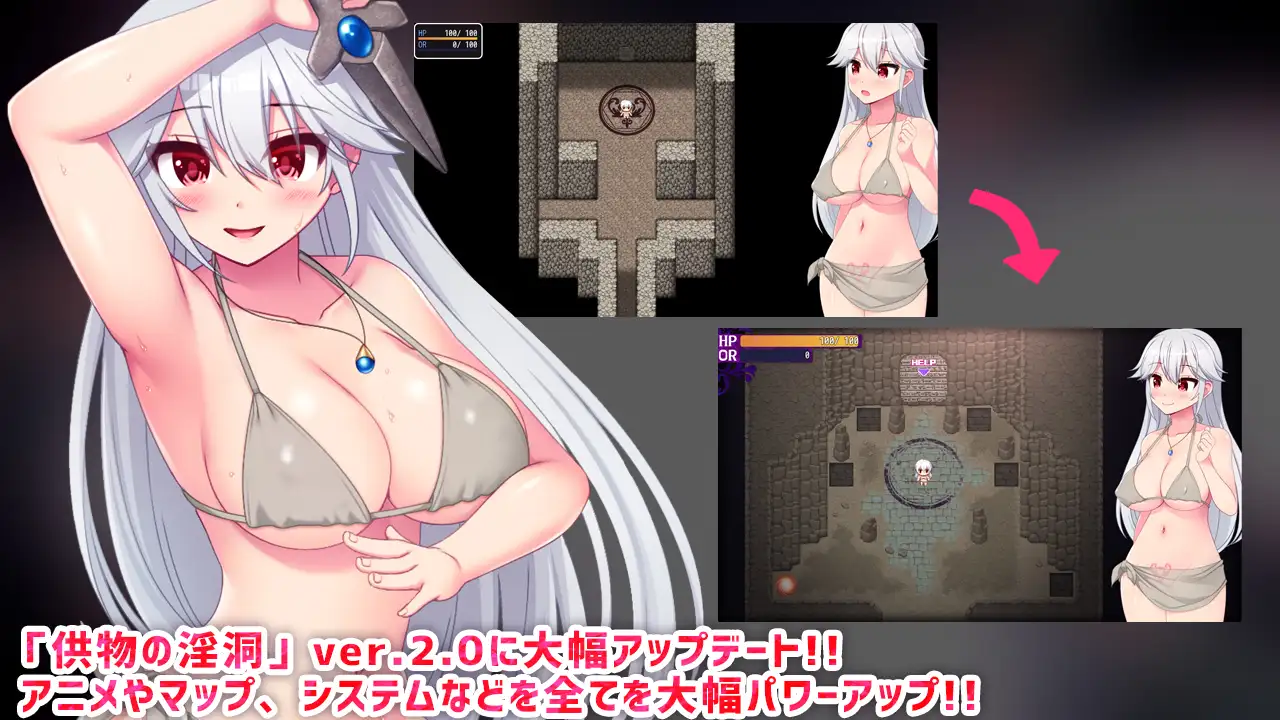 HP 100/ 100
OR 0/ 100
HP 100/ 100
OR 0
HELP
「供物の淫洞」ver.2.0に大幅アップデート!!
アニメやマップ、システムなどを全てを大幅パワーアップ!!